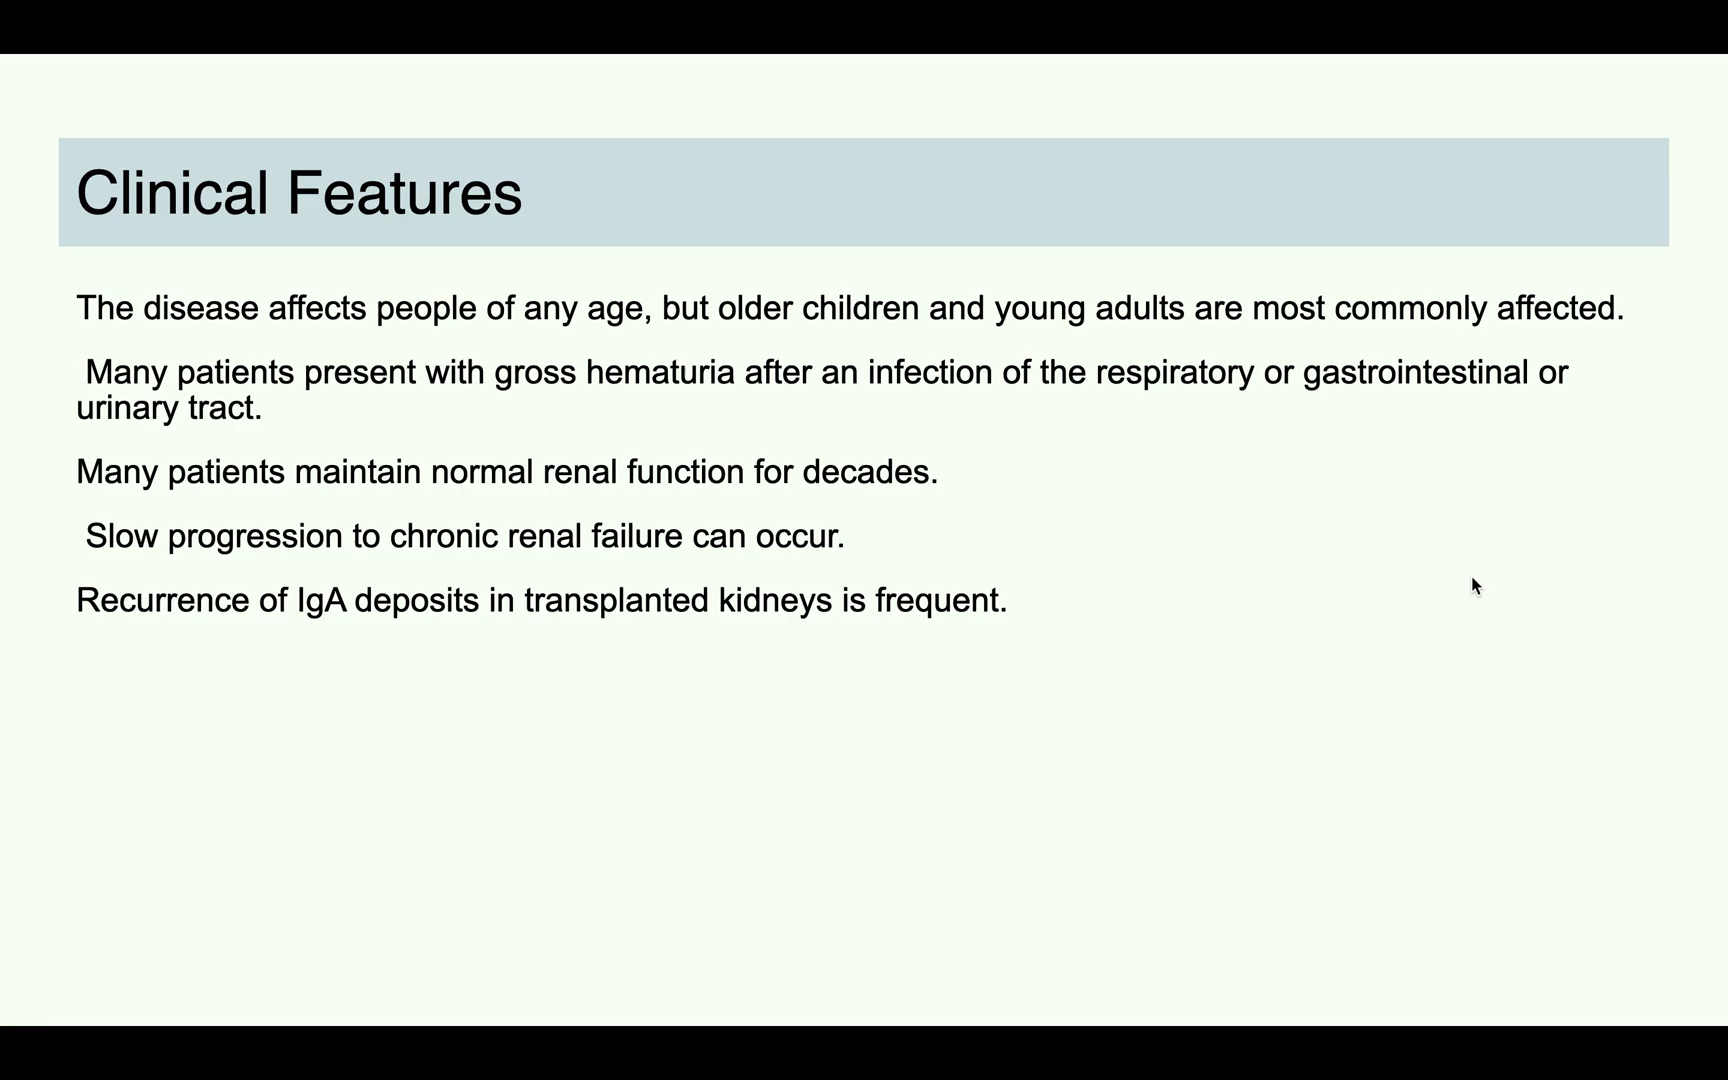 Clinical Features
The disease affects people of any age, but older children and young adults are most commonly affected.
Many patients present with gross hematuria after an infection of the respiratory or gastrointestinal or
urinary tract.
Many patients maintain normal renal function for decades.
Slow progression to chronic renal failure can occur.
Recurrence of IgA deposits in transplanted kidneys is frequent.